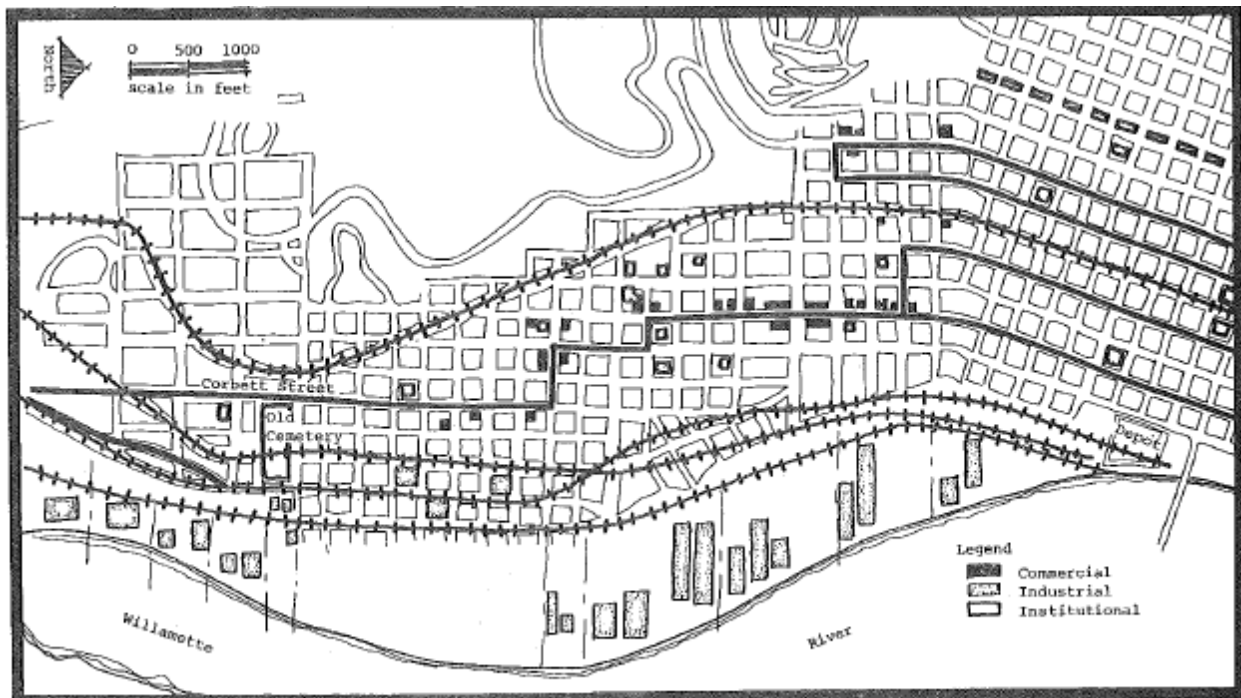 North
0 500 1000
scale in feet
Corbett Street
Old
Cemetery
Depot
Legend
Commercial
Industrial
Institutional
Willamette
River